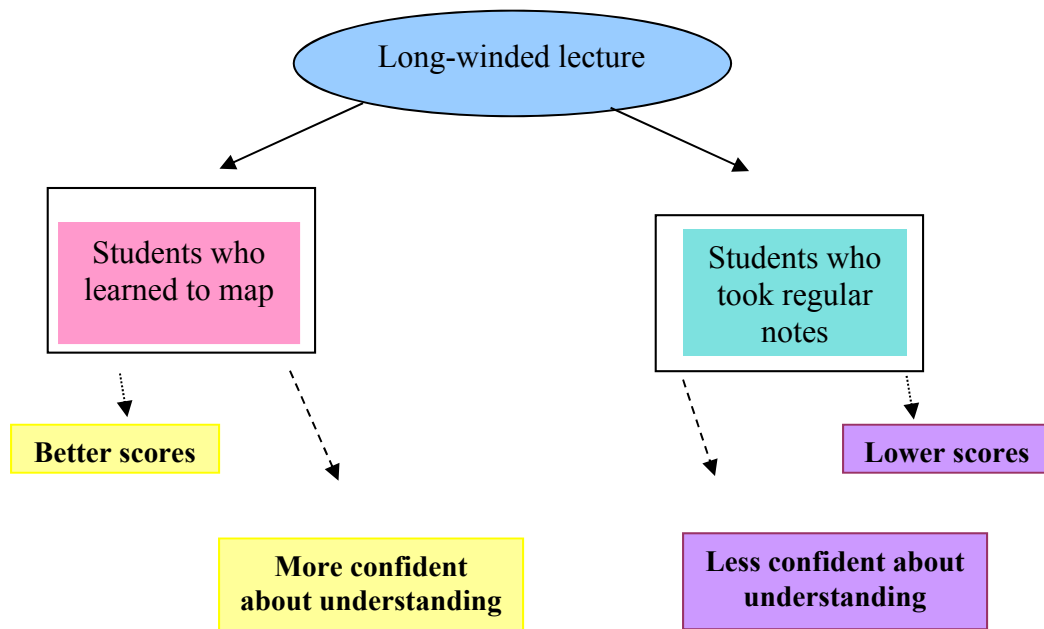 Long-winded lecture
Students who
learned to map
Students who
took regular
notes
Better scores
Lower scores
More confident
about understanding
Less confident about
understanding